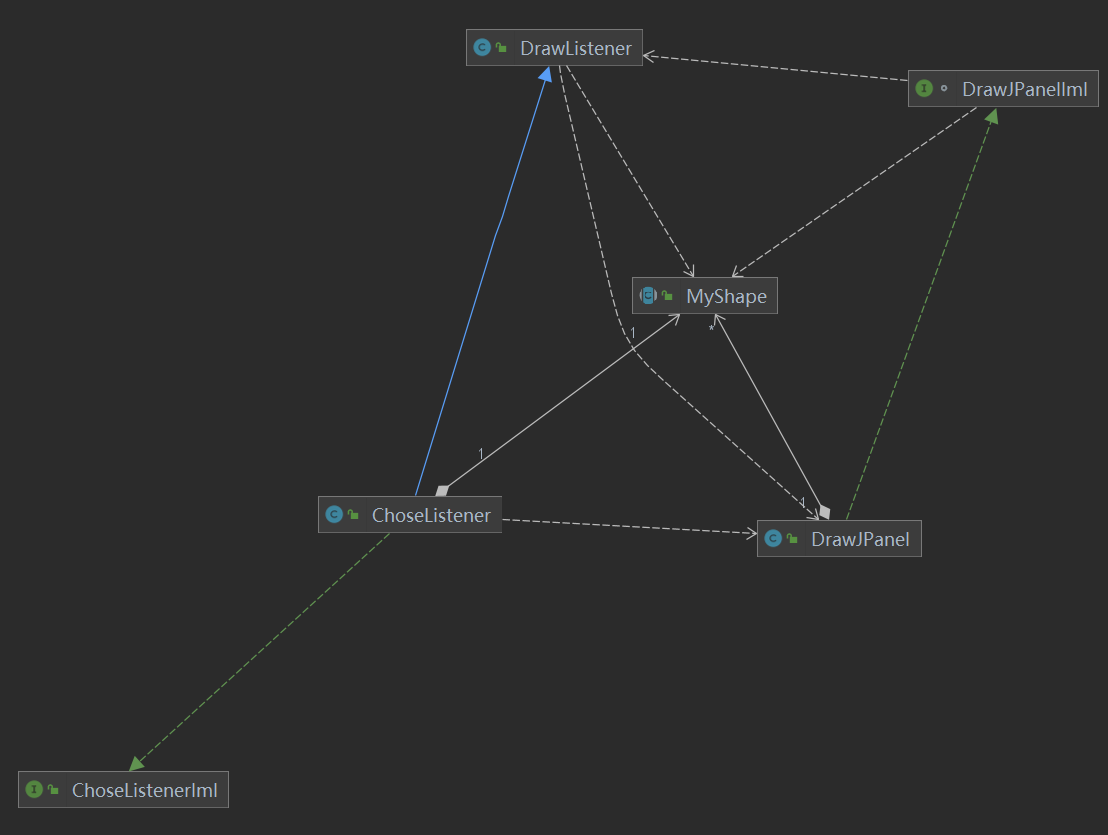 DrawListener
DrawJPanelIml
MyShape
1
*
1
1
ChoseListener
DrawJPanel
ChoseListenerIml